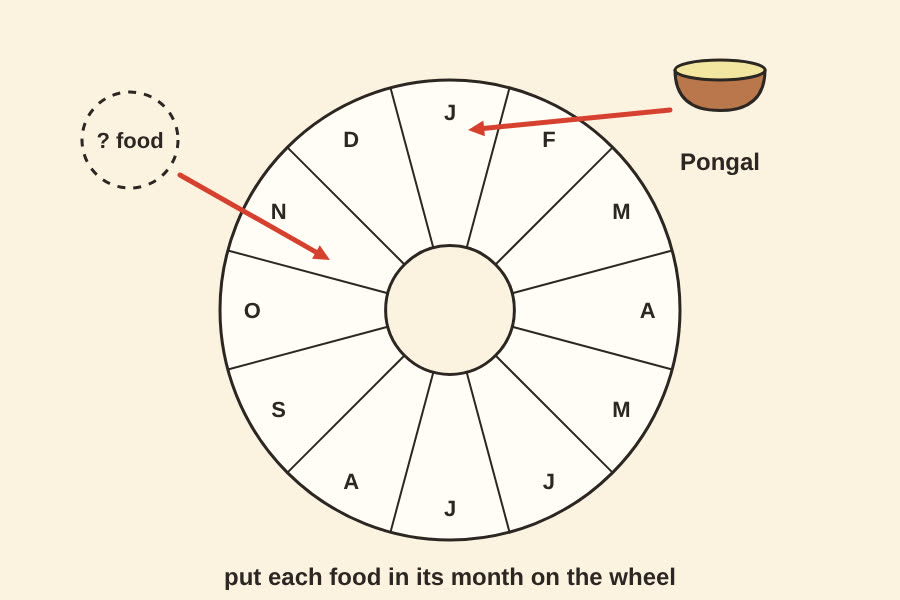 J
F
M
A
M
J
J
A
S
O
N
D
? food
Pongal
put each food in its month on the wheel